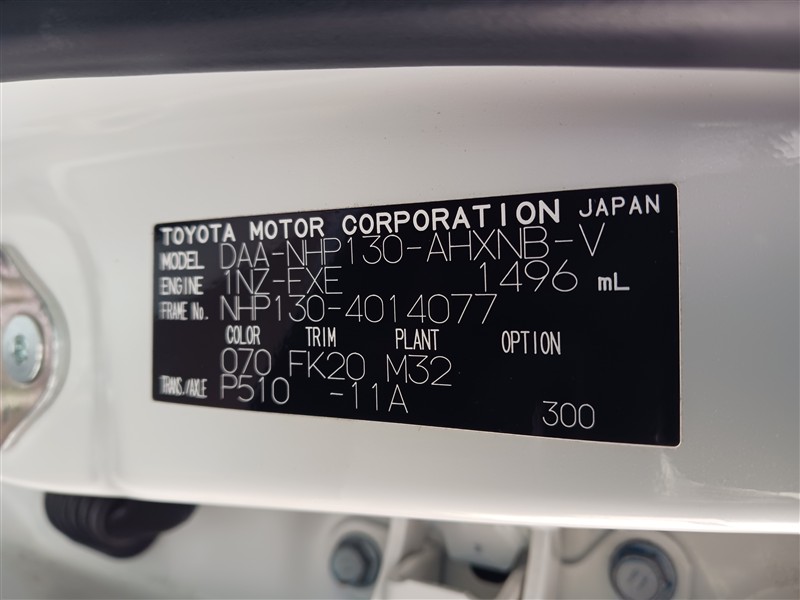 TOYOTA MOTOR CORPORATION JAPAN
MODEL DAA-NHP130-AHXNB-V
ENGINE 1NZ-FXE 1496 mL
FRAME No. NHP130-4014077
COLOR TRIM PLANT OPTION
070 FK20 M32
TRANS./AXLE P510 -11A
300